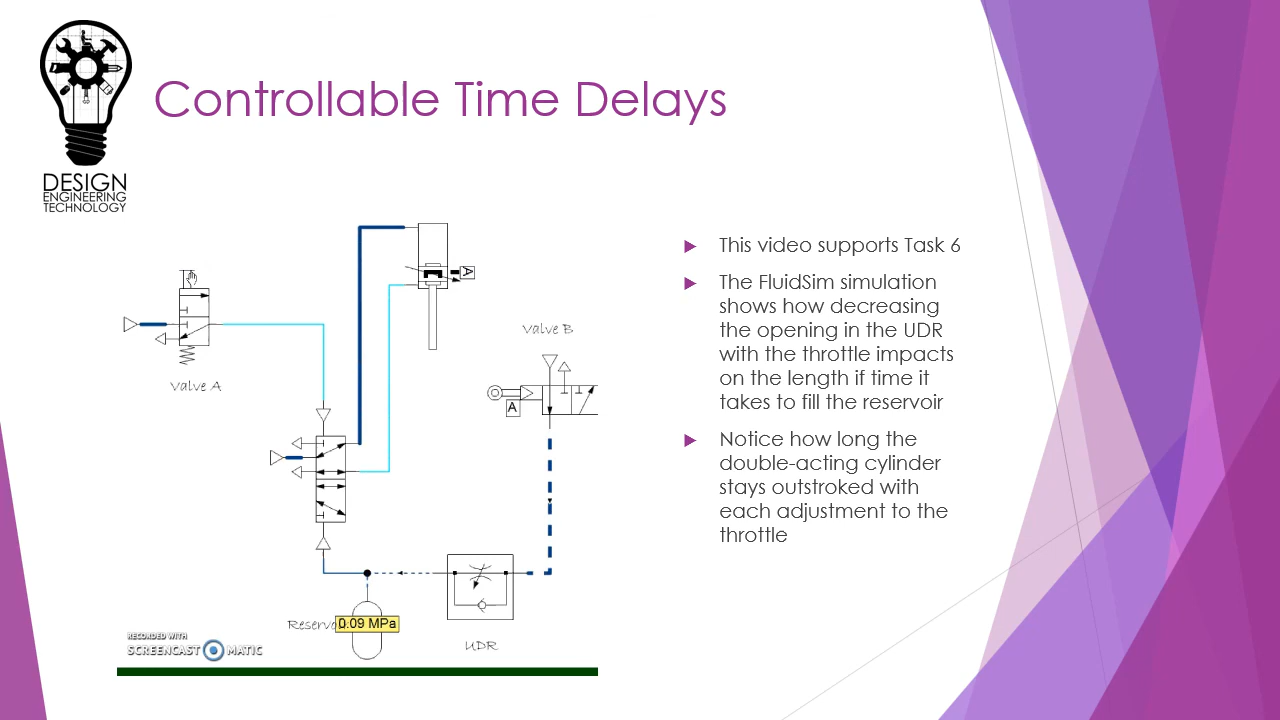 DESIGN
ENGINEERING
TECHNOLOGY
Controllable Time Delays
This video supports Task 6
The FluidSim simulation
shows how decreasing
the opening in the UDR
with the throttle impacts
on the length if time it
takes to fill the reservoir
Notice how long the
double-acting cylinder
stays outstroked with
each adjustment to the
throttle
A
Valve B
Valve A
A
0.09 MPa
UDR
RECORDED WITH
SCREENCAST MATIC